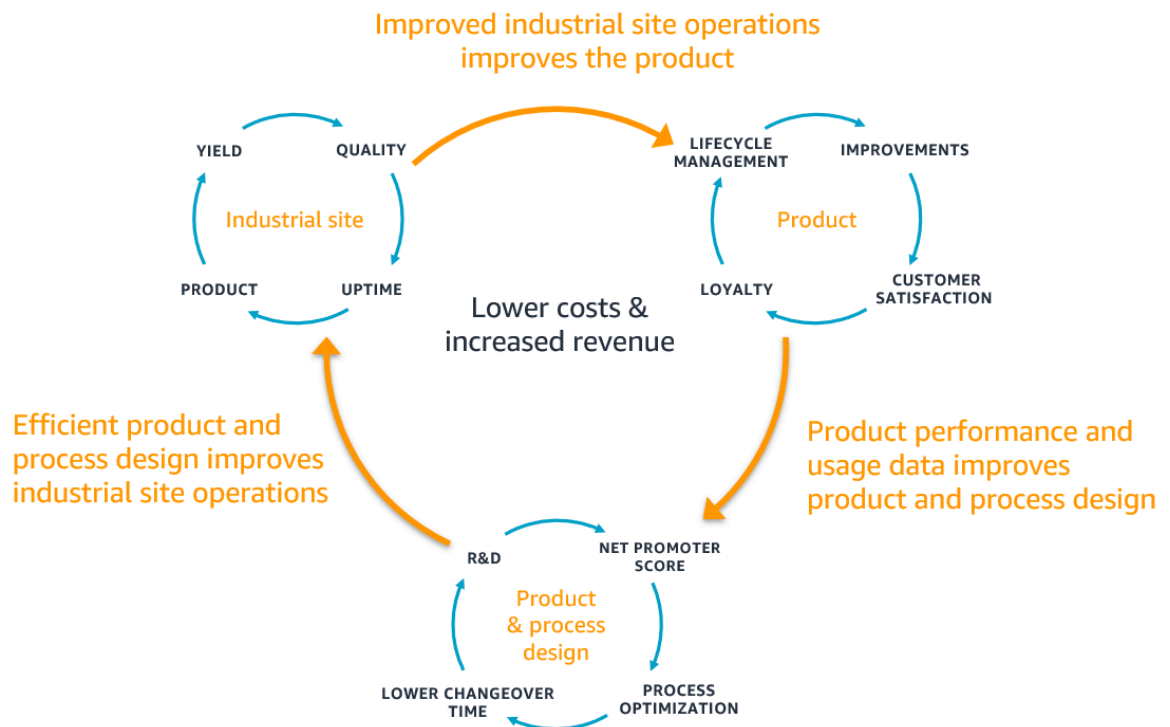 Improved industrial site operations
improves the product
YIELD
QUALITY
Industrial site
PRODUCT
UPTIME
LIFECYCLE
MANAGEMENT
IMPROVEMENTS
Product
LOYALTY
CUSTOMER
SATISFACTION
Lower costs &
increased revenue
Efficient product and
process design improves
industrial site operations
Product performance and
usage data improves
product and process design
R&D
NET PROMOTER
SCORE
Product
& process
design
LOWER CHANGEOVER
TIME
PROCESS
OPTIMIZATION